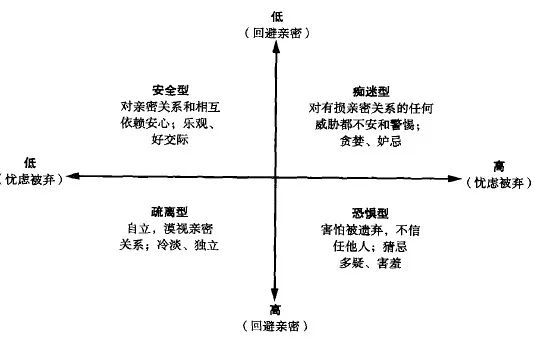 低
(回避亲密)
安全型
对亲密关系和相互
依赖安心；乐观、
好交际
痴迷型
对有损亲密关系的任何
威胁都不安和警惕；
贪婪、妒忌
低
(忧虑被弃)
高
(忧虑被弃)
疏离型
自立，漠视亲密
关系；冷淡、独立
恐惧型
害怕被遗弃，不信
任他人；猜忌
多疑、害羞
高
(回避亲密)